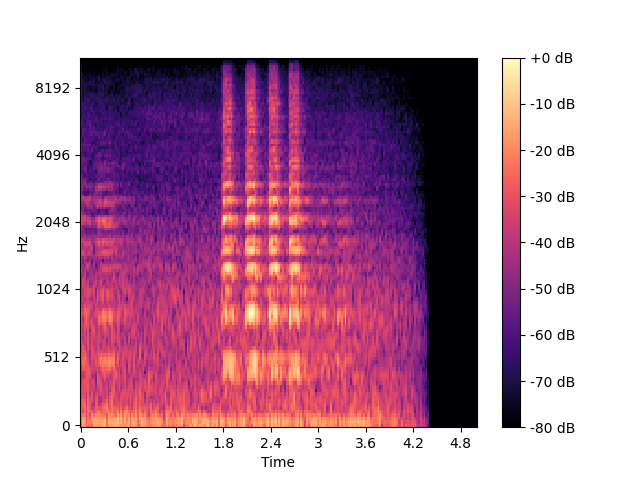 +0 dB
8192
-10 dB
4096
-20 dB
-30 dB
2048
Hz
-40 dB
1024
-50 dB
-60 dB
512
-70 dB
0
-80 dB
0 0.6 1.2 1.8 2.4 3 3.6 4.2 4.8
Time